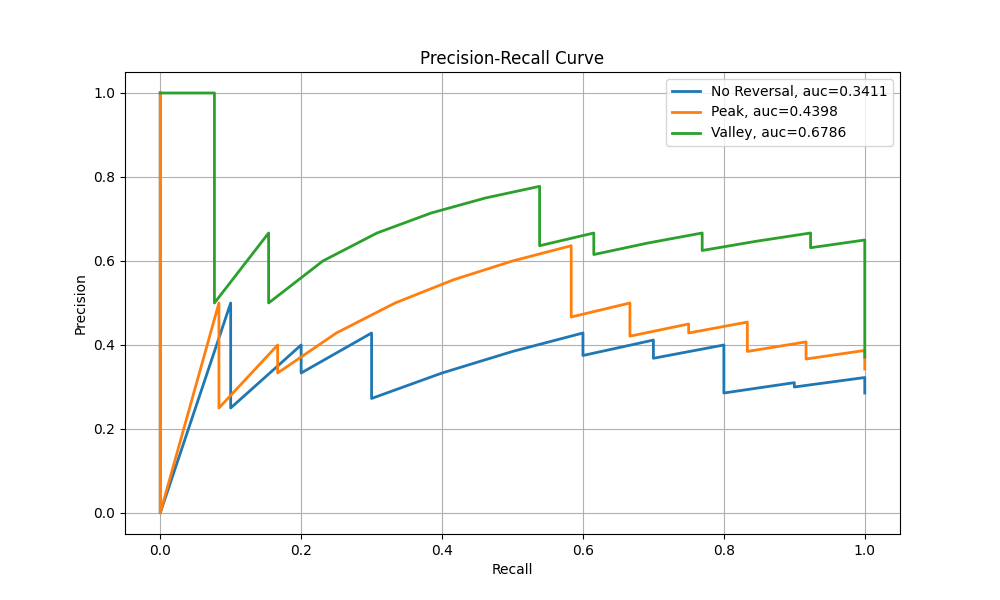 Precision-Recall Curve
No Reversal, auc=0.3411
Peak, auc=0.4398
Valley, auc=0.6786
Precision
1.0
0.8
0.6
0.4
0.2
0.0
0.0 0.2 0.4 0.6 0.8 1.0
Recall